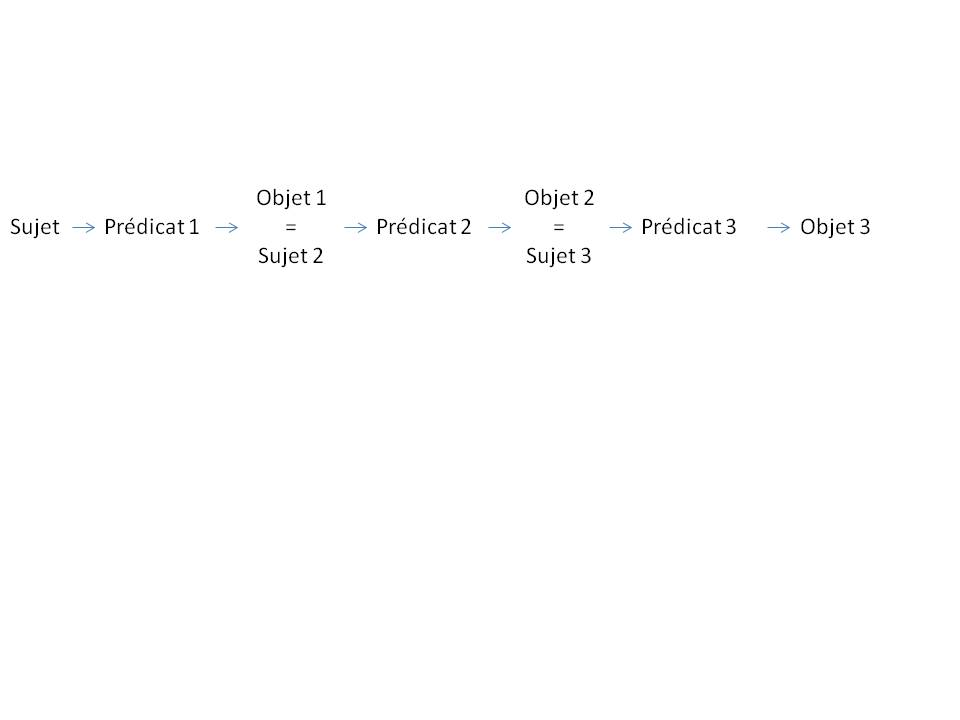 Objet 1 Objet 2
Sujet → Prédicat 1 → = → Prédicat 2 → = → Prédicat 3 → Objet 3
Sujet 2 Sujet 3